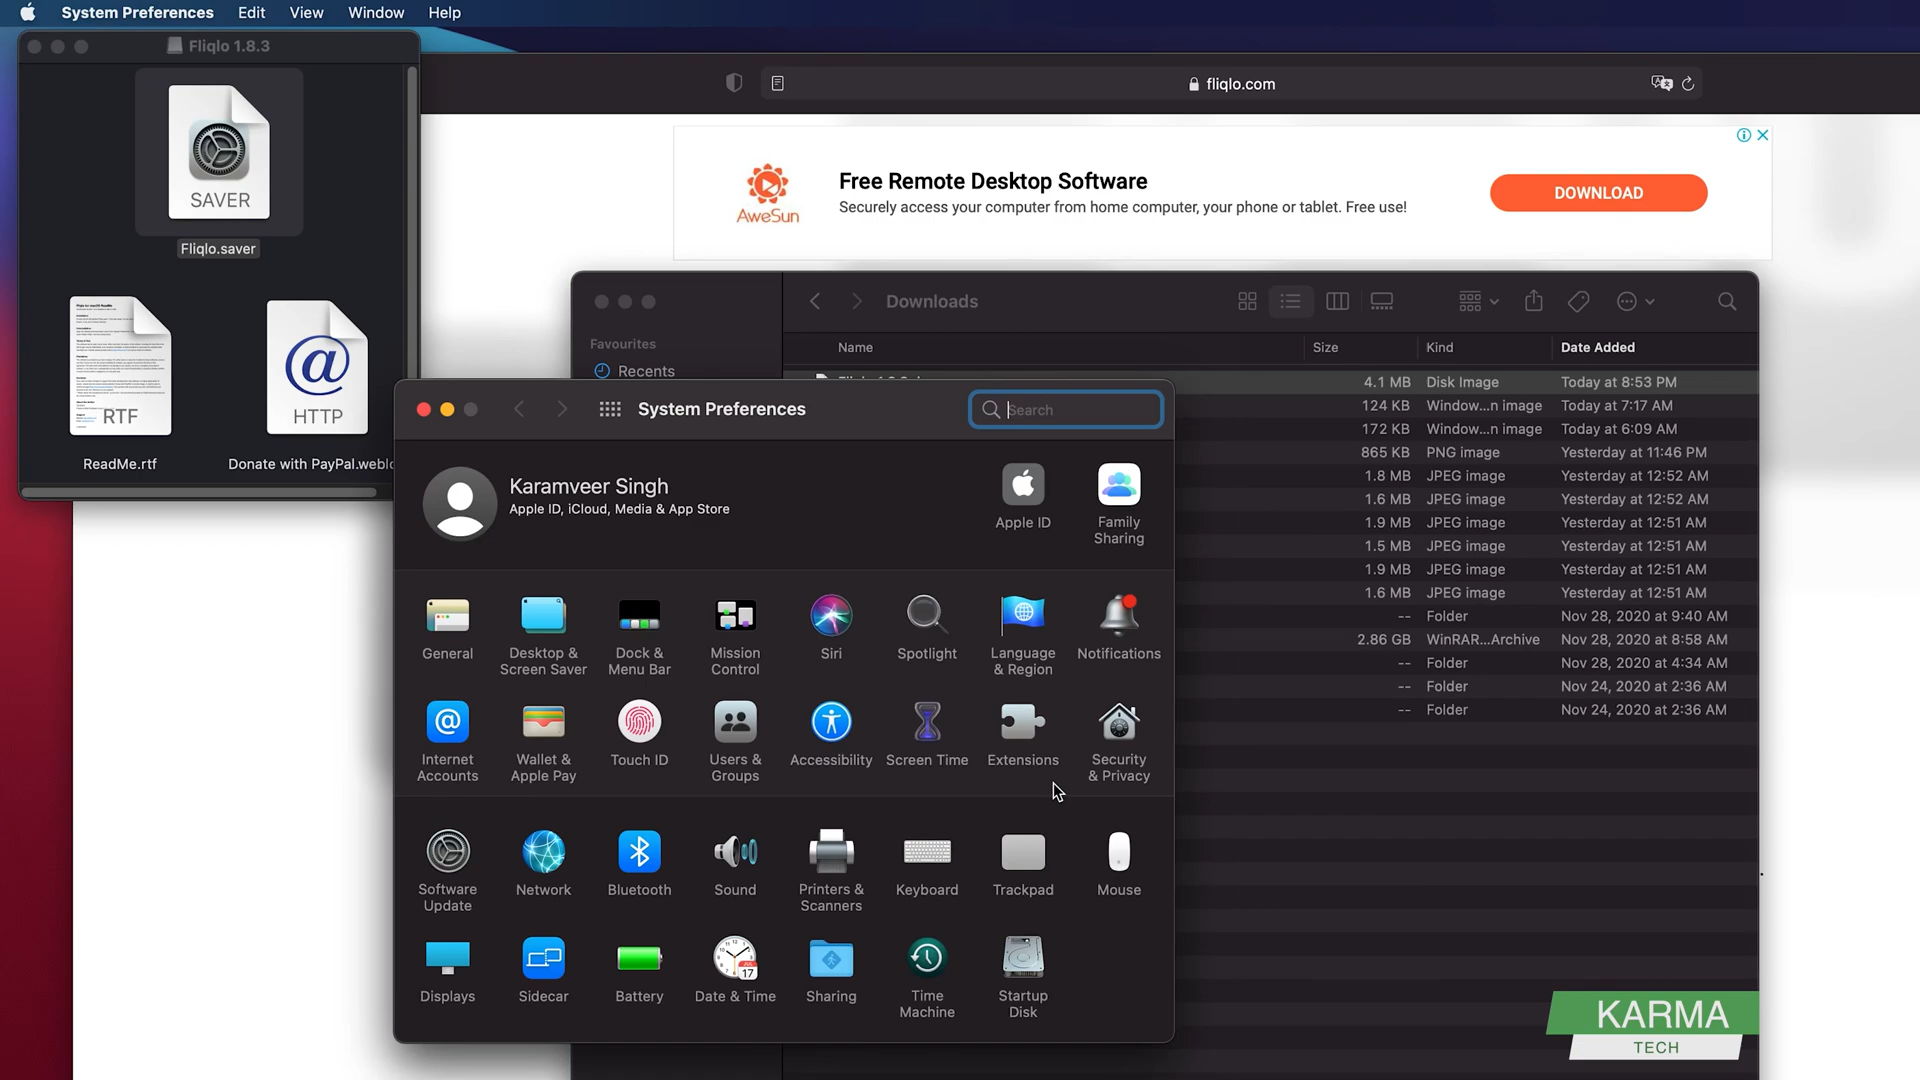 System Preferences Edit View Window Help
Fliqlo 1.8.3
SAVER
Fliqlo.saver
RTF
HTTP
ReadMe.rtf
Donate with PayPal.webl
fliqlo.com
AweSun
Free Remote Desktop Software
Securely access your computer from home computer, your phone or tablet. Free use!
DOWNLOAD
Downloads
Favourites
Recents
Name Size Kind Date Added
4.1 MB Disk Image Today at 8:53 PM
124 KB Window...n image Today at 7:17 AM
172 KB Window...n image Today at 6:09 AM
865 KB PNG image Yesterday at 11:46 PM
1.8 MB JPEG image Yesterday at 12:52 AM
1.6 MB JPEG image Yesterday at 12:52 AM
1.9 MB JPEG image Yesterday at 12:51 AM
1.5 MB JPEG image Yesterday at 12:51 AM
1.9 MB JPEG image Yesterday at 12:51 AM
1.6 MB JPEG image Yesterday at 12:51 AM
-- Folder Nov 28, 2020 at 9:40 AM
2.86 GB WinRAR...Archive Nov 28, 2020 at 8:58 AM
-- Folder Nov 28, 2020 at 4:34 AM
-- Folder Nov 24, 2020 at 2:36 AM
-- Folder Nov 24, 2020 at 2:36 AM
System Preferences
Search
Karamveer Singh
Apple ID, iCloud, Media & App Store
Apple ID
Family
Sharing
General
Desktop &
Screen Saver
Dock &
Menu Bar
Mission
Control
Siri
Spotlight
Language
& Region
Notifications
Internet
Accounts
Wallet &
Apple Pay
Touch ID
Users &
Groups
Accessibility
Screen Time
Extensions
Security
& Privacy
Software
Update
Network
Bluetooth
Sound
Printers &
Scanners
Keyboard
Trackpad
Mouse
Displays
Sidecar
Battery
JUL
17
Date & Time
Sharing
Time
Machine
Startup
Disk
KARMA
TECH